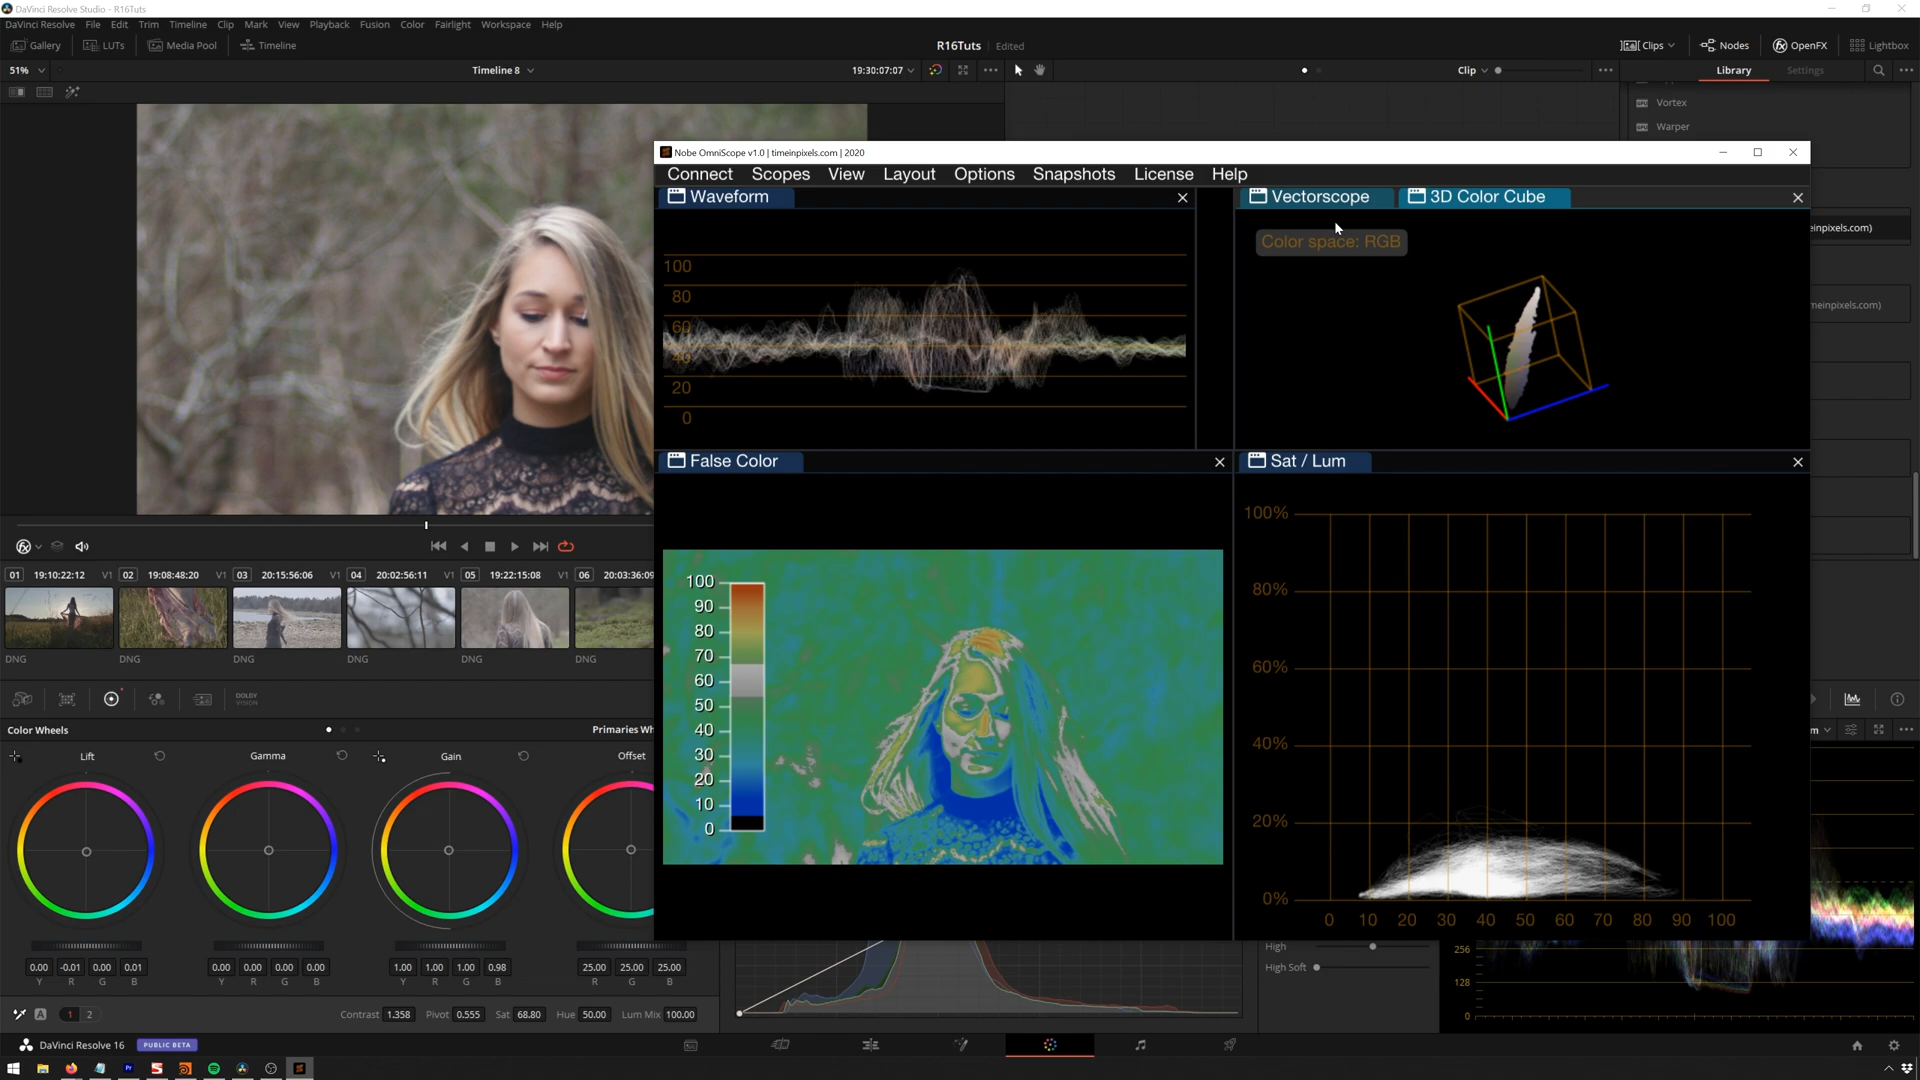 DaVinci Resolve Studio - R16Tuts
DaVinci Resolve File Edit Trim Timeline Clip Mark View Playback Fusion Color Fairlight Workspace Help
Gallery LUTs Media Pool Timeline R16Tuts Edited Clips Nodes OpenFX Lightbox
51% Timeline 8 19:30:07:07 Clip Library Settings
Vortex
Warper
Nobe OmniScope v1.0 | timeinpixels.com | 2020
Connect Scopes View Layout Options Snapshots License Help
Waveform
100
80
60
40
20
0
Vectorscope 3D Color Cube
Color space: RGB
einpixels.com)
meinpixels.com)
False Color
100
90
80
70
60
50
40
30
20
10
0
Sat / Lum
100%
80%
60%
40%
20%
0%
0 10 20 30 40 50 60 70 80 90 100
01 19:10:22:12 V1 02 19:08:48:20 V1 03 20:15:56:06 V1 04 20:02:56:11 V1 05 19:22:15:08 V1 06 20:03:36:09
DNG DNG DNG DNG DNG DNG
DOLBY
VISION
Color Wheels Primaries Wh
m
Lift Gamma Gain Offset
0.00 -0.01 0.00 0.01 0.00 0.00 0.00 0.00 1.00 1.00 1.00 0.98 25.00 25.00 25.00
Y R G B Y R G B Y R G B R G B
High
High Soft
256
128
0
A 1 2 Contrast 1.358 Pivot 0.555 Sat 68.80 Hue 50.00 Lum Mix 100.00
DaVinci Resolve 16 PUBLIC BETA